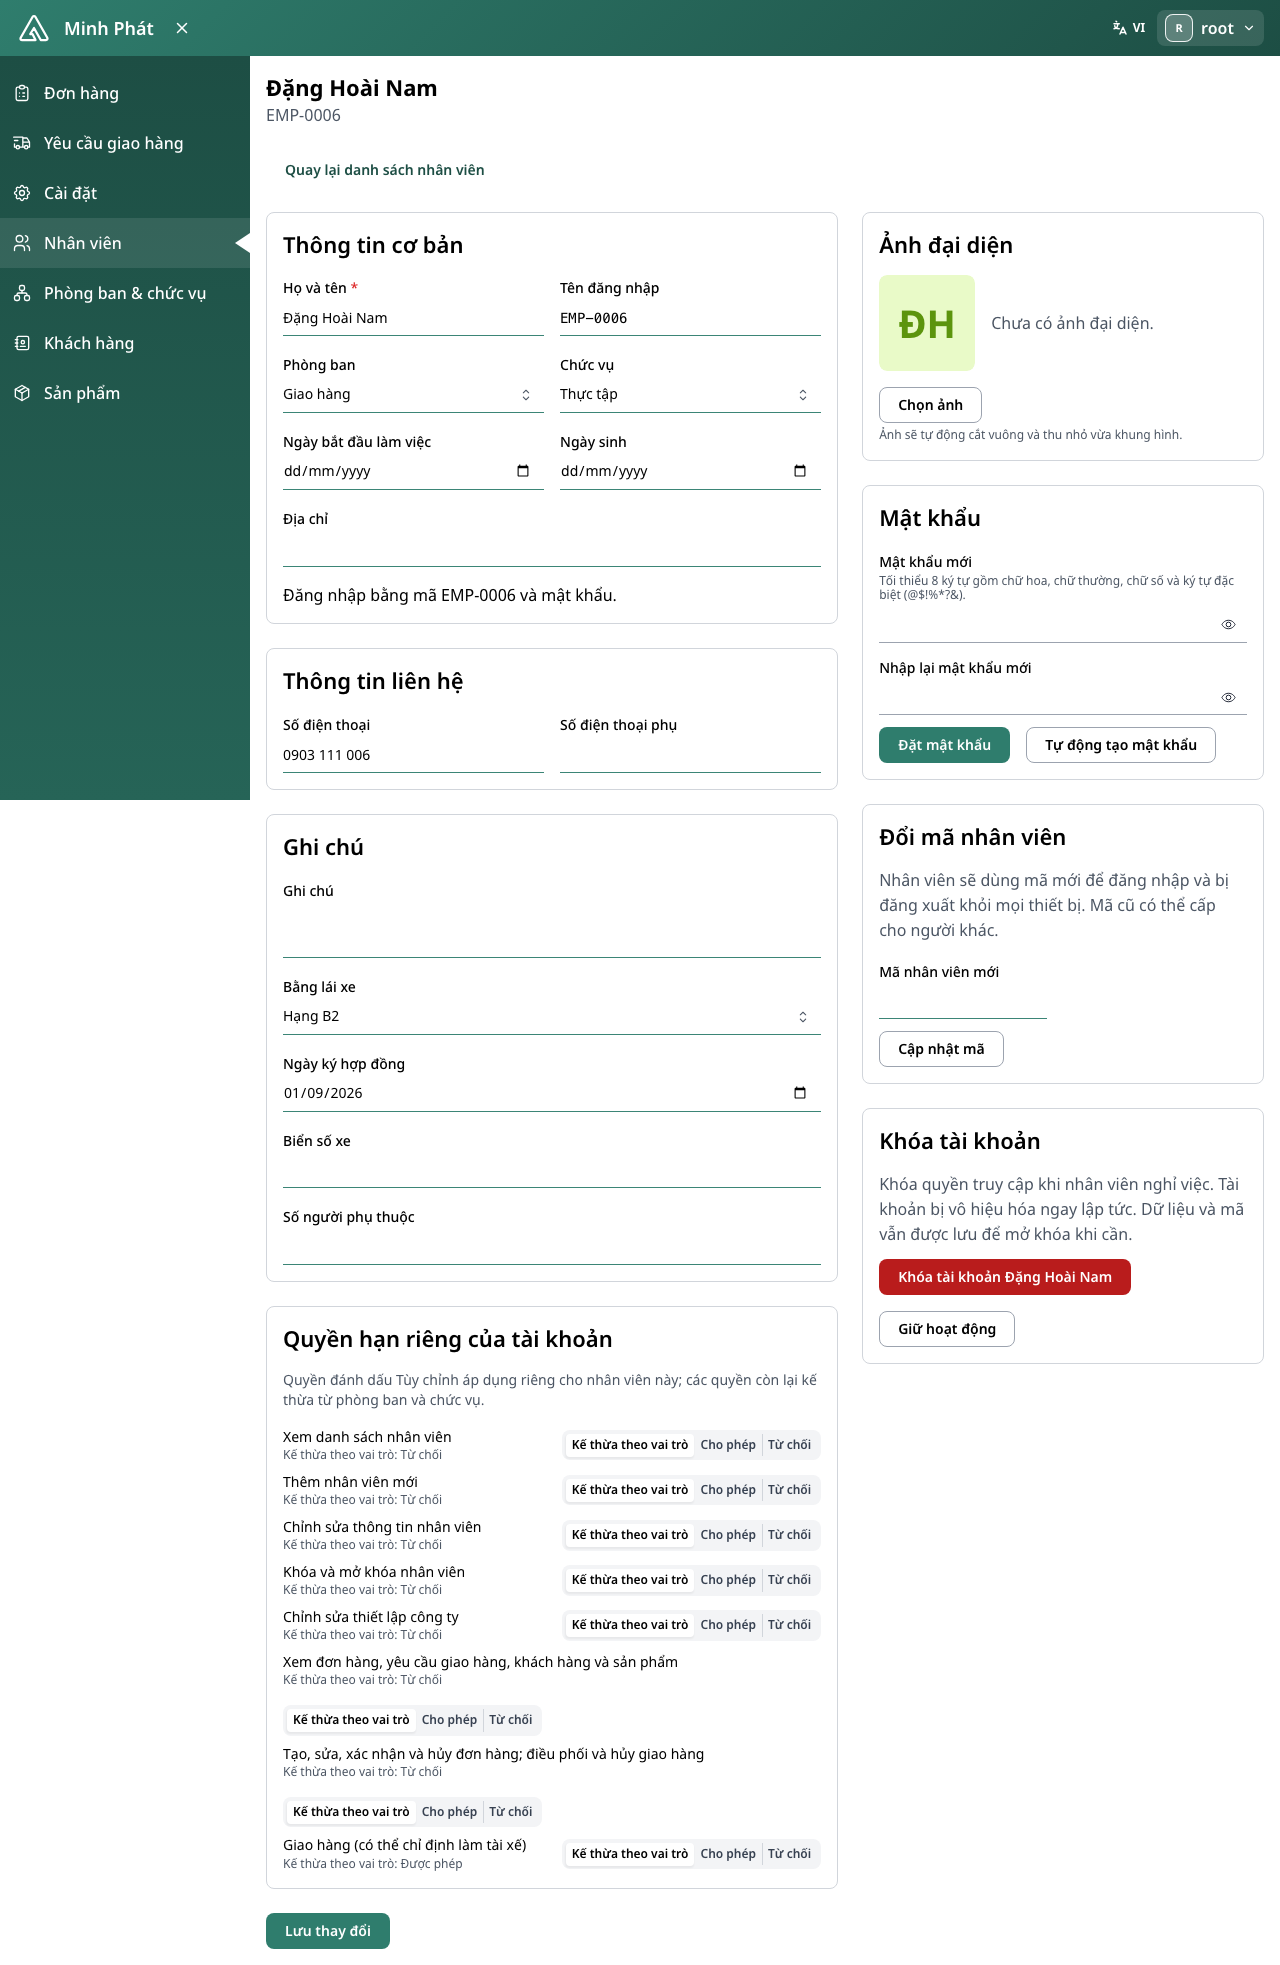 Minh Phát
VI
R
root
Đơn hàng
Yêu cầu giao hàng
Cài đặt
Nhân viên
Phòng ban & chức vụ
Khách hàng
Sản phẩm
Đặng Hoài Nam
EMP-0006
Quay lại danh sách nhân viên
Thông tin cơ bản
Họ và tên *
Tên đăng nhập
Đặng Hoài Nam
EMP-0006
Phòng ban
Chức vụ
Giao hàng
Thực tập
Ngày bắt đầu làm việc
Ngày sinh
dd/mm/yyyy
dd/mm/yyyy
Địa chỉ
Đăng nhập bằng mã EMP-0006 và mật khẩu.
Thông tin liên hệ
Số điện thoại
Số điện thoại phụ
0903 111 006
Ghi chú
Ghi chú
Bằng lái xe
Hạng B2
Ngày ký hợp đồng
01/09/2026
Biển số xe
Số người phụ thuộc
Quyền hạn riêng của tài khoản
Quyền đánh dấu Tùy chỉnh áp dụng riêng cho nhân viên này; các quyền còn lại kế
thừa từ phòng ban và chức vụ.
Xem danh sách nhân viên
Kế thừa theo vai trò: Từ chối
Kế thừa theo vai trò Cho phép Từ chối
Thêm nhân viên mới
Kế thừa theo vai trò: Từ chối
Kế thừa theo vai trò Cho phép Từ chối
Chỉnh sửa thông tin nhân viên
Kế thừa theo vai trò: Từ chối
Kế thừa theo vai trò Cho phép Từ chối
Khóa và mở khóa nhân viên
Kế thừa theo vai trò: Từ chối
Kế thừa theo vai trò Cho phép Từ chối
Chỉnh sửa thiết lập công ty
Kế thừa theo vai trò: Từ chối
Kế thừa theo vai trò Cho phép Từ chối
Xem đơn hàng, yêu cầu giao hàng, khách hàng và sản phẩm
Kế thừa theo vai trò: Từ chối
Kế thừa theo vai trò Cho phép Từ chối
Tạo, sửa, xác nhận và hủy đơn hàng; điều phối và hủy giao hàng
Kế thừa theo vai trò: Từ chối
Kế thừa theo vai trò Cho phép Từ chối
Giao hàng (có thể chỉ định làm tài xế)
Kế thừa theo vai trò: Được phép
Kế thừa theo vai trò Cho phép Từ chối
Lưu thay đổi
Ảnh đại diện
ĐH
Chưa có ảnh đại diện.
Chọn ảnh
Ảnh sẽ tự động cắt vuông và thu nhỏ vừa khung hình.
Mật khẩu
Mật khẩu mới
Tối thiểu 8 ký tự gồm chữ hoa, chữ thường, chữ số và ký tự đặc
biệt (@$!%*?&).
Nhập lại mật khẩu mới
Đặt mật khẩu
Tự động tạo mật khẩu
Đổi mã nhân viên
Nhân viên sẽ dùng mã mới để đăng nhập và bị
đăng xuất khỏi mọi thiết bị. Mã cũ có thể cấp
cho người khác.
Mã nhân viên mới
Cập nhật mã
Khóa tài khoản
Khóa quyền truy cập khi nhân viên nghỉ việc. Tài
khoản bị vô hiệu hóa ngay lập tức. Dữ liệu và mã
vẫn được lưu để mở khóa khi cần.
Khóa tài khoản Đặng Hoài Nam
Giữ hoạt động